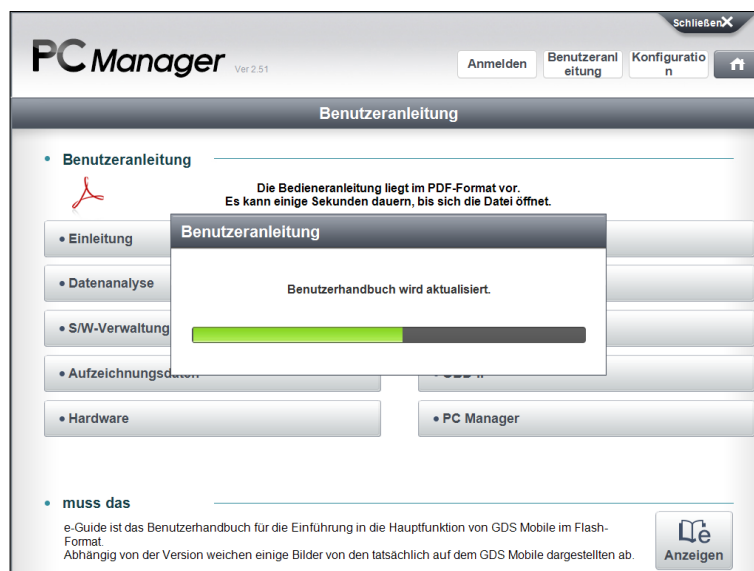 Schließen X
PC Manager Ver 2.51
Anmelden
Benutzeranl
eitung
Konfiguratio
n
Benutzeranleitung
• Benutzeranleitung
Die Bedieneranleitung liegt im PDF-Format vor.
Es kann einige Sekunden dauern, bis sich die Datei öffnet.
• Einleitung
Benutzeranleitung
• Datenanalyse
Benutzerhandbuch wird aktualisiert.
• S/W-Verwaltung
• Aufzeichnungsdaten
• Hardware
• PC Manager
• muss das
e-Guide ist das Benutzerhandbuch für die Einführung in die Hauptfunktion von GDS Mobile im Flash-
Format.
Abhängig von der Version weichen einige Bilder von den tatsächlich auf dem GDS Mobile dargestellten ab.
e
Anzeigen